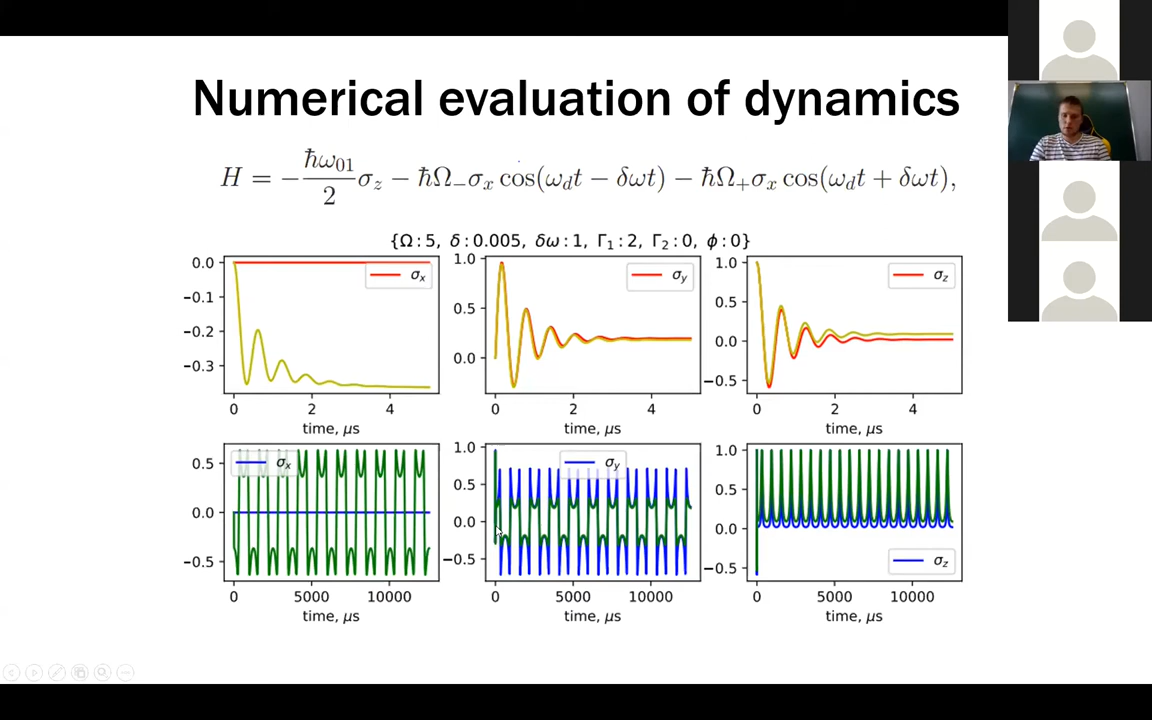 Numerical evaluation of dynamics
H = −ħω₀₁/2 σ_z − ħΩ₋σ_x cos(ω_d t − δωt) − ħΩ₊σ_x cos(ω_d t + δωt),
{Ω : 5, δ : 0.005, δω : 1, Γ₁ : 2, Γ₂ : 0, ϕ : 0}
0.0
−0.1
−0.2
−0.3
σ_x
0 2 4
time, μs
1.0
0.5
0.0
σ_y
0 2 4
time, μs
1.0
0.5
0.0
−0.5
σ_z
0 2 4
time, μs
0.5
0.0
−0.5
σ_x
0 5000 10000
time, μs
1.0
0.5
0.0
−0.5
σ_y
0 5000 10000
time, μs
1.0
0.5
0.0
−0.5
σ_z
0 5000 10000
time, μs